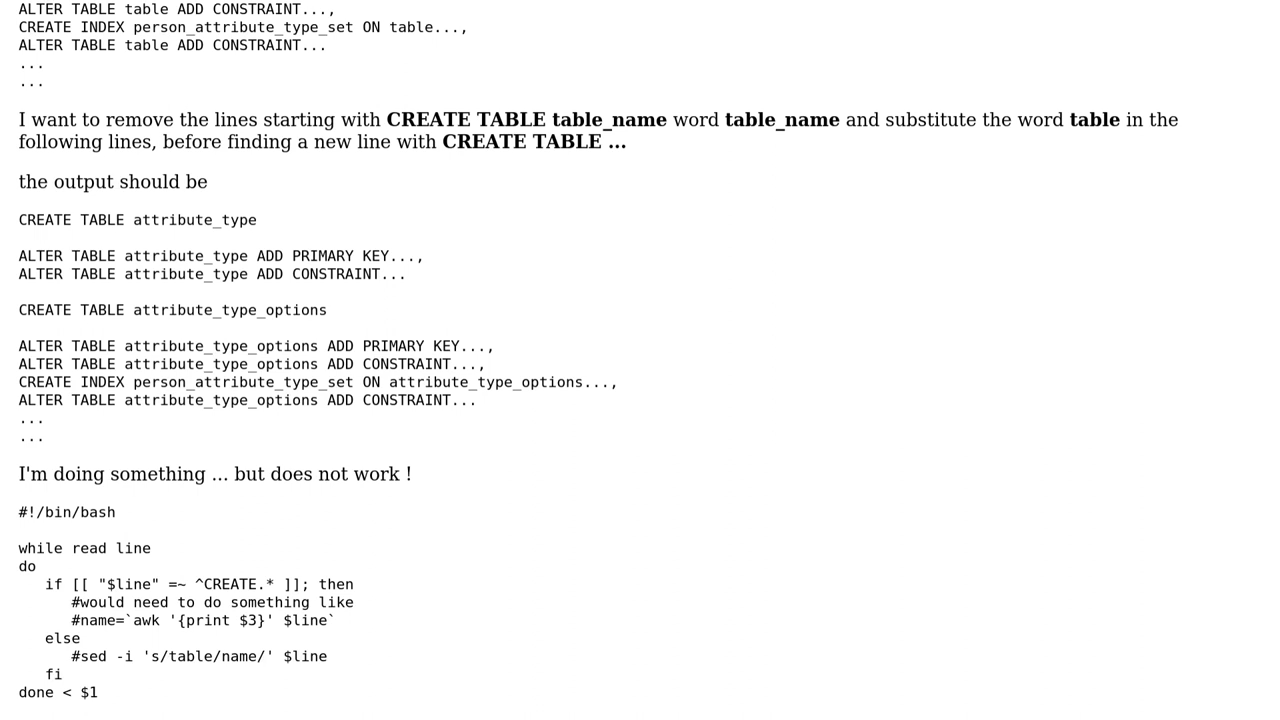 ALTER TABLE table ADD CONSTRAINT...,
CREATE INDEX person_attribute_type_set ON table...,
ALTER TABLE table ADD CONSTRAINT...
...
...
I want to remove the lines starting with CREATE TABLE table_name word table_name and substitute the word table in the
following lines, before finding a new line with CREATE TABLE ...
the output should be
CREATE TABLE attribute_type
ALTER TABLE attribute_type ADD PRIMARY KEY...,
ALTER TABLE attribute_type ADD CONSTRAINT...
CREATE TABLE attribute_type_options
ALTER TABLE attribute_type_options ADD PRIMARY KEY...,
ALTER TABLE attribute_type_options ADD CONSTRAINT...,
CREATE INDEX person_attribute_type_set ON attribute_type_options...,
ALTER TABLE attribute_type_options ADD CONSTRAINT...
...
...
I'm doing something ... but does not work !
#!/bin/bash
while read line
do
   if [[ "$line" =~ ^CREATE.* ]]; then
      #would need to do something like
      #name=`awk '{print $3}' $line`
   else
      #sed -i 's/table/name/' $line
   fi
done < $1